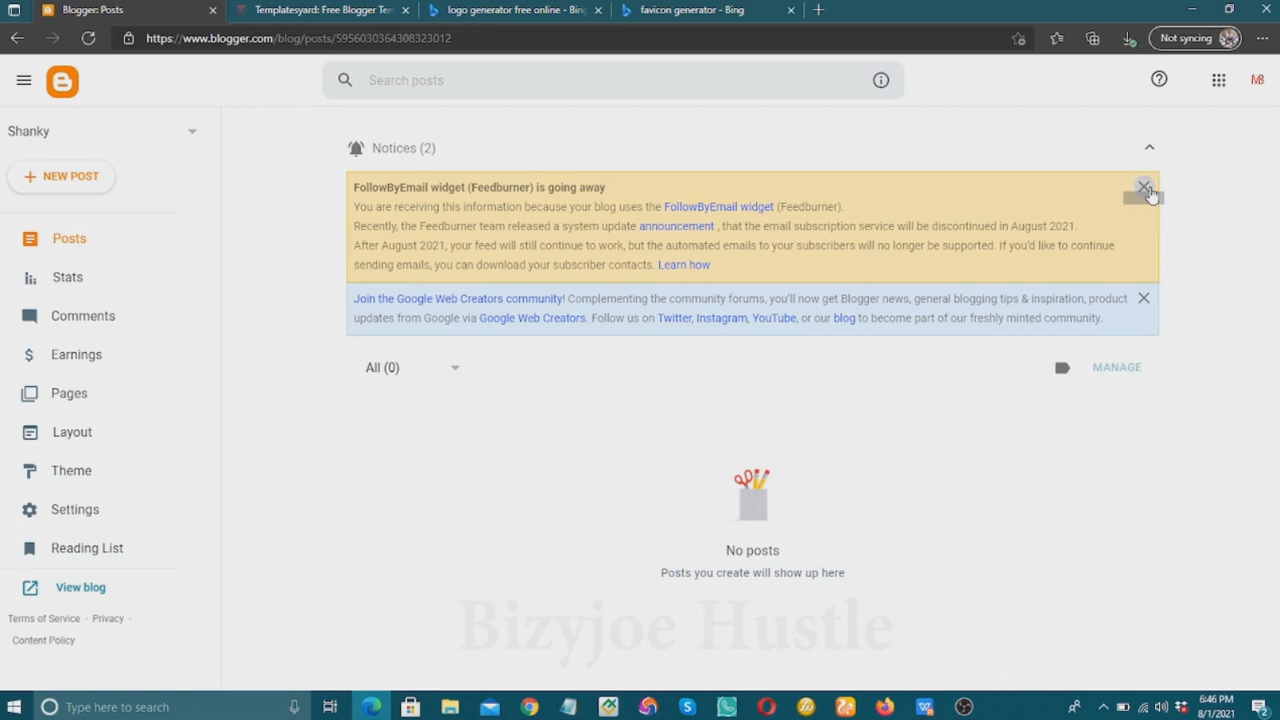 Blogger: Posts
Templatesyard: Free Blogger Ter
logo generator free online - Bing
favicon generator - Bing
https://www.blogger.com/blog/posts/5956030364308323012
Not syncing
Search posts
MB
Shanky
NEW POST
Posts
Stats
Comments
Earnings
Pages
Layout
Theme
Settings
Reading List
View blog
Terms of Service · Privacy ·
Content Policy
Notices (2)
FollowByEmail widget (Feedburner) is going away
You are receiving this information because your blog uses the FollowByEmail widget (Feedburner).
Recently, the Feedburner team released a system update announcement , that the email subscription service will be discontinued in August 2021.
After August 2021, your feed will still continue to work, but the automated emails to your subscribers will no longer be supported. If you'd like to continue
sending emails, you can download your subscriber contacts. Learn how
Join the Google Web Creators community! Complementing the community forums, you'll now get Blogger news, general blogging tips & inspiration, product
updates from Google via Google Web Creators. Follow us on Twitter, Instagram, YouTube, or our blog to become part of our freshly minted community.
All (0)
MANAGE
No posts
Posts you create will show up here
Bizyjoe Hustle
Type here to search
6:46 PM
8/1/2021
2